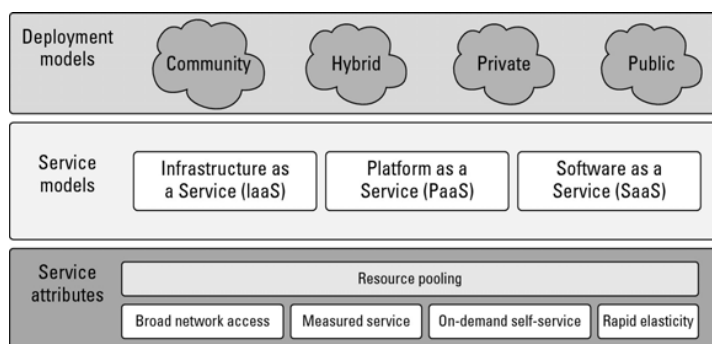 Deployment
models
Community
Hybrid
Private
Public
Service
models
Infrastructure as
a Service (IaaS)
Platform as a
Service (PaaS)
Software as a
Service (SaaS)
Service
attributes
Resource pooling
Broad network access
Measured service
On-demand self-service
Rapid elasticity